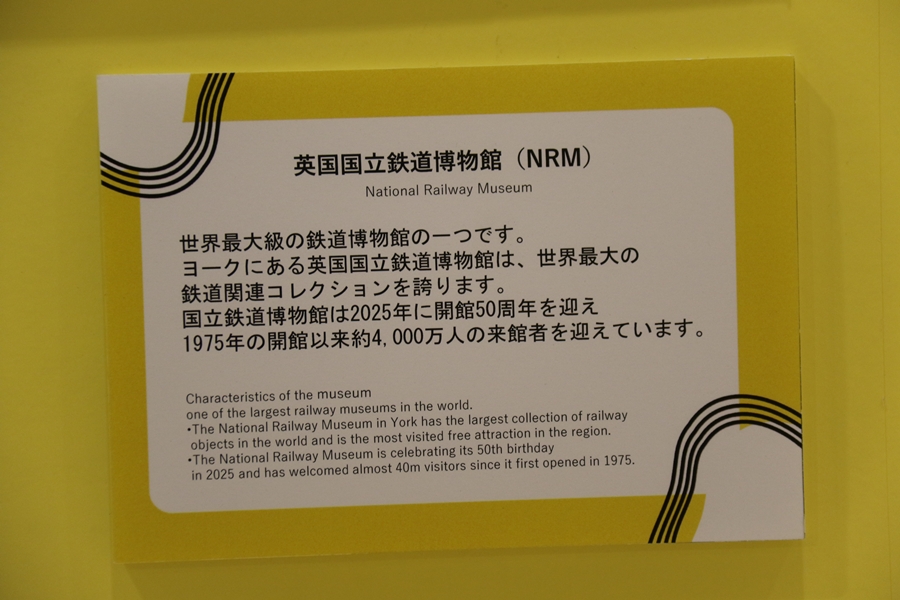 英国国立鉄道博物館（NRM）
National Railway Museum
世界最大級の鉄道博物館の一つです。
ヨークにある英国国立鉄道博物館は、世界最大の
鉄道関連コレクションを誇ります。
国立鉄道博物館は2025年に開館50周年を迎え
1975年の開館以来約4,000万人の来館者を迎えています。
Characteristics of the museum
one of the largest railway museums in the world.
•The National Railway Museum in York has the largest collection of railway
objects in the world and is the most visited free attraction in the region.
•The National Railway Museum is celebrating its 50th birthday
in 2025 and has welcomed almost 40m visitors since it first opened in 1975.